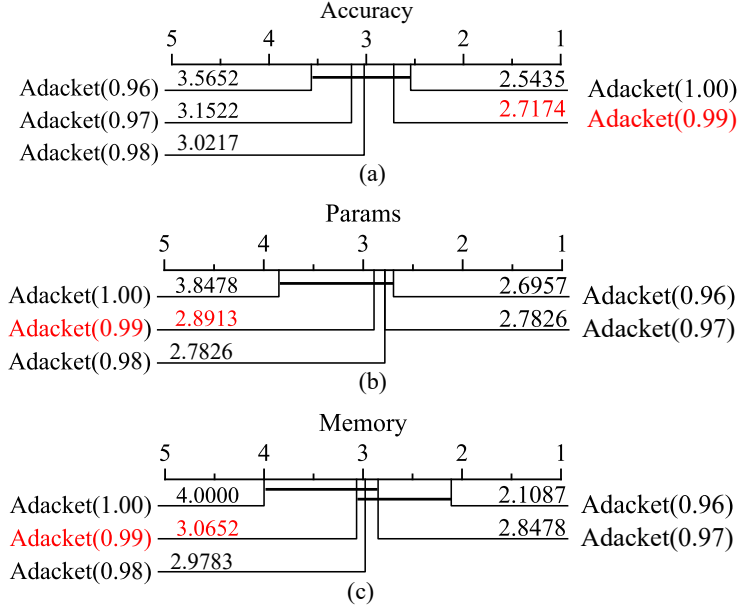 Accuracy
5 4 3 2 1
Adacket(0.96) 3.5652 2.5435 Adacket(1.00)
Adacket(0.97) 3.1522 2.7174 Adacket(0.99)
Adacket(0.98) 3.0217
(a)
Params
5 4 3 2 1
Adacket(1.00) 3.8478 2.6957 Adacket(0.96)
Adacket(0.99) 2.8913 2.7826 Adacket(0.97)
Adacket(0.98) 2.7826
(b)
Memory
5 4 3 2 1
Adacket(1.00) 4.0000 2.1087 Adacket(0.96)
Adacket(0.99) 3.0652 2.8478 Adacket(0.97)
Adacket(0.98) 2.9783
(c)